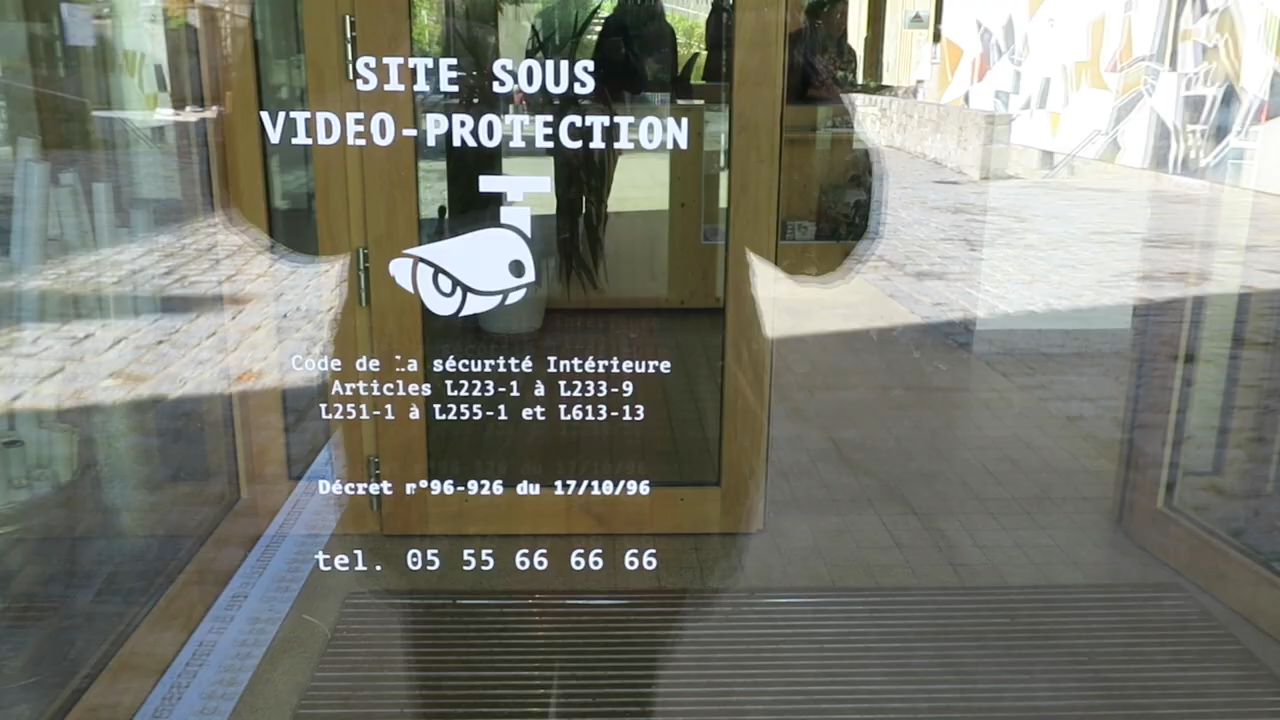 SITE SOUS
VIDEO-PROTECTION
Code de la sécurité Intérieure
Articles L223-1 à L233-9
L251-1 à L255-1 et L613-13
Décret n°96-926 du 17/10/96
tel. 05 55 66 66 66